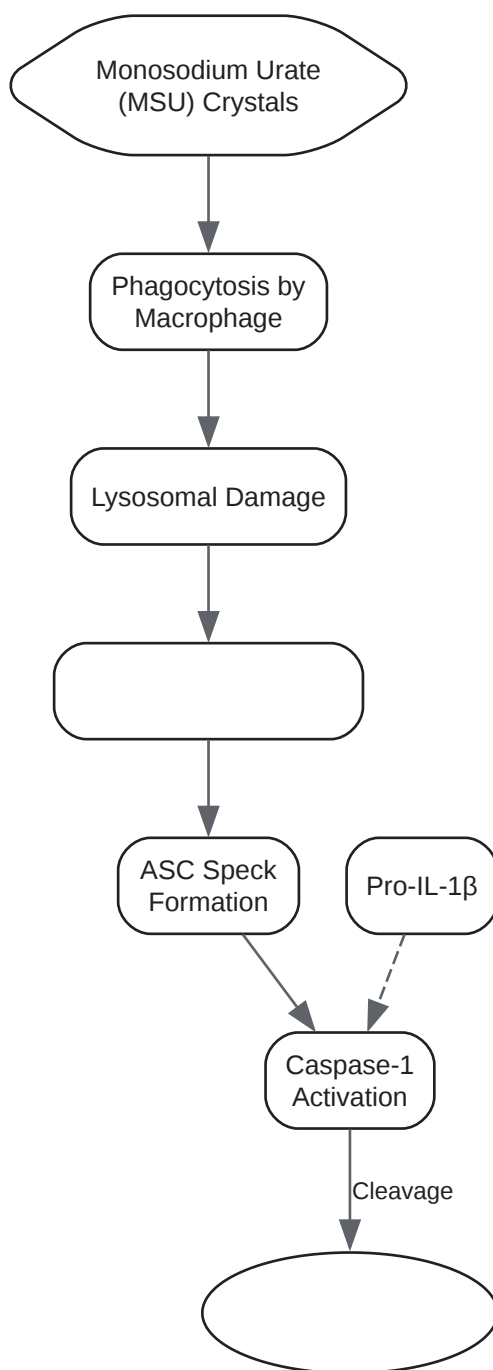 Monosodium Urate
(MSU) Crystals
Phagocytosis by
Macrophage
Lysosomal Damage
ASC Speck
Formation
Pro-IL-1β
Caspase-1
Activation
Cleavage